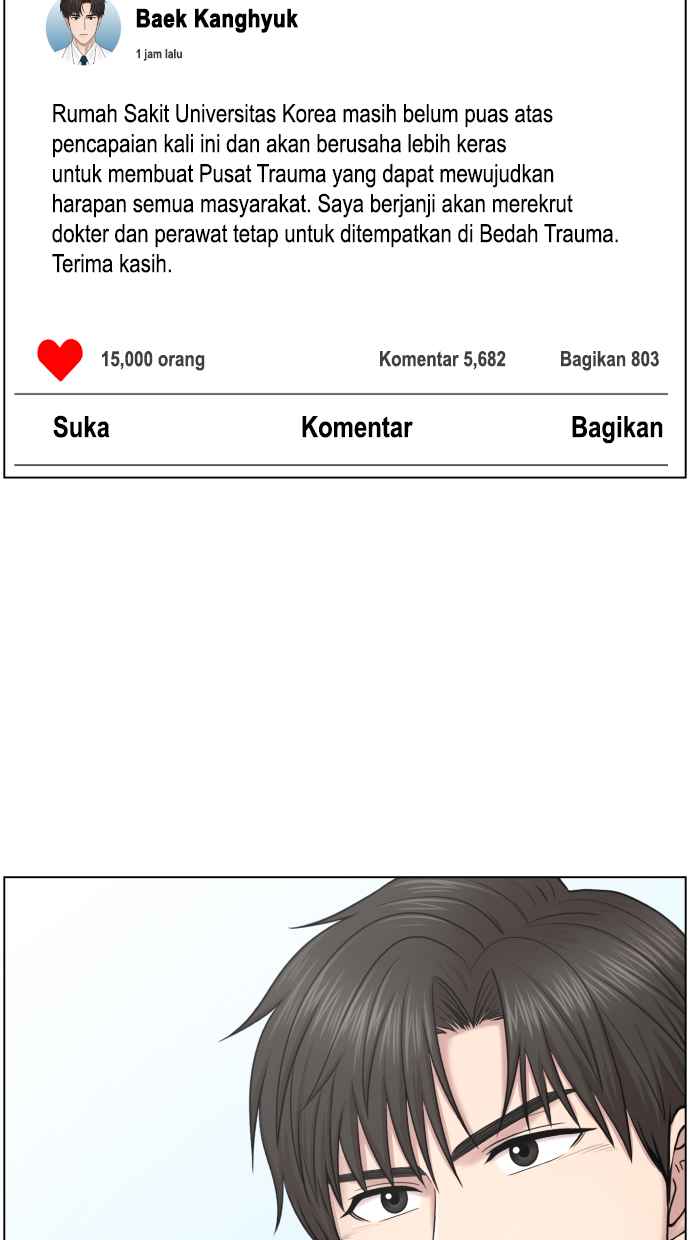 Baek Kanghyuk
1 jam lalu
Rumah Sakit Universitas Korea masih belum puas atas
pencapaian kali ini dan akan berusaha lebih keras
untuk membuat Pusat Trauma yang dapat mewujudkan
harapan semua masyarakat. Saya berjanji akan merekrut
dokter dan perawat tetap untuk ditempatkan di Bedah Trauma.
Terima kasih.
15,000 orang Komentar 5,682 Bagikan 803
Suka Komentar Bagikan